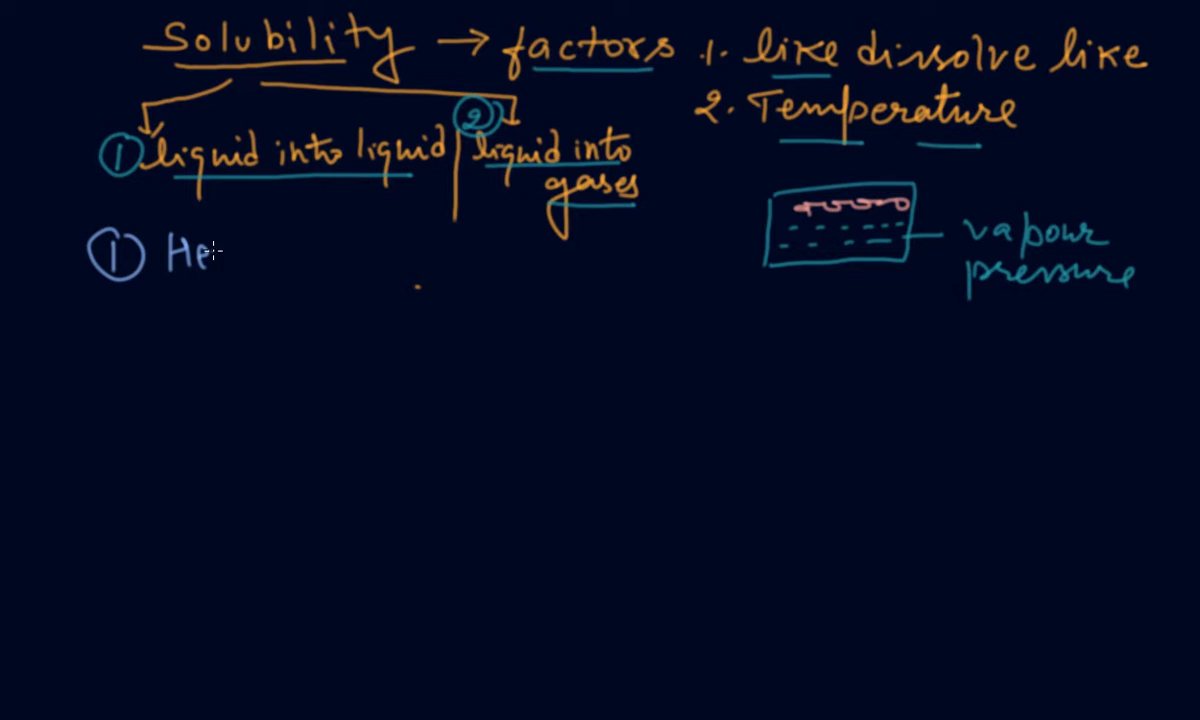 Solubility → factors 1. like dissolve like
2. Temperature
① liquid into liquid | ② liquid into
gases
vapour
pressure
① He